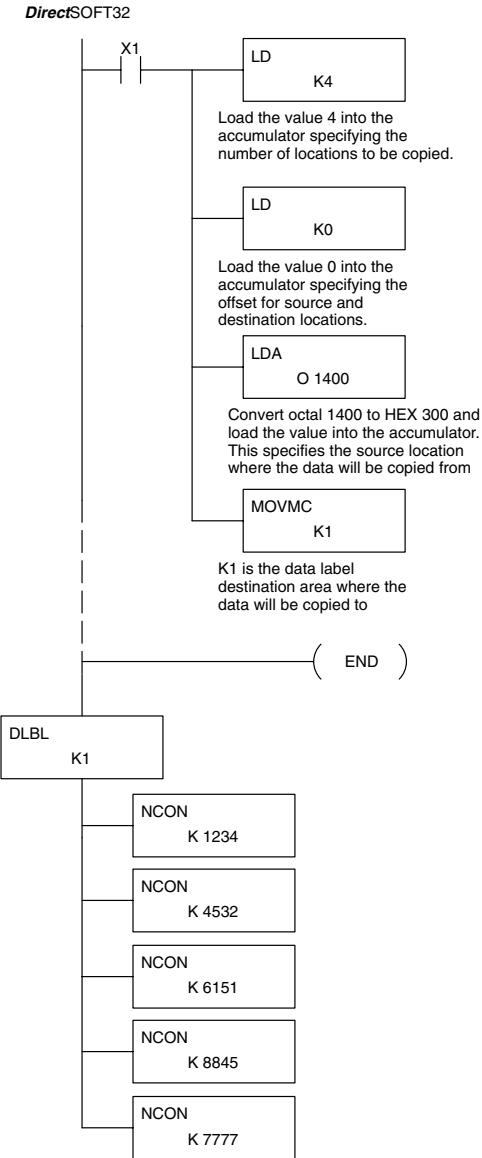 DirectSOFT32
X1
LD
K4
Load the value 4 into the
accumulator specifying the
number of locations to be copied.
LD
K0
Load the value 0 into the
accumulator specifying the
offset for source and
destination locations.
LDA
O 1400
Convert octal 1400 to HEX 300 and
load the value into the accumulator.
This specifies the source location
where the data will be copied from
MOVMC
K1
K1 is the data label
destination area where the
data will be copied to
END
DLBL
K1
NCON
K 1234
NCON
K 4532
NCON
K 6151
NCON
K 8845
NCON
K 7777